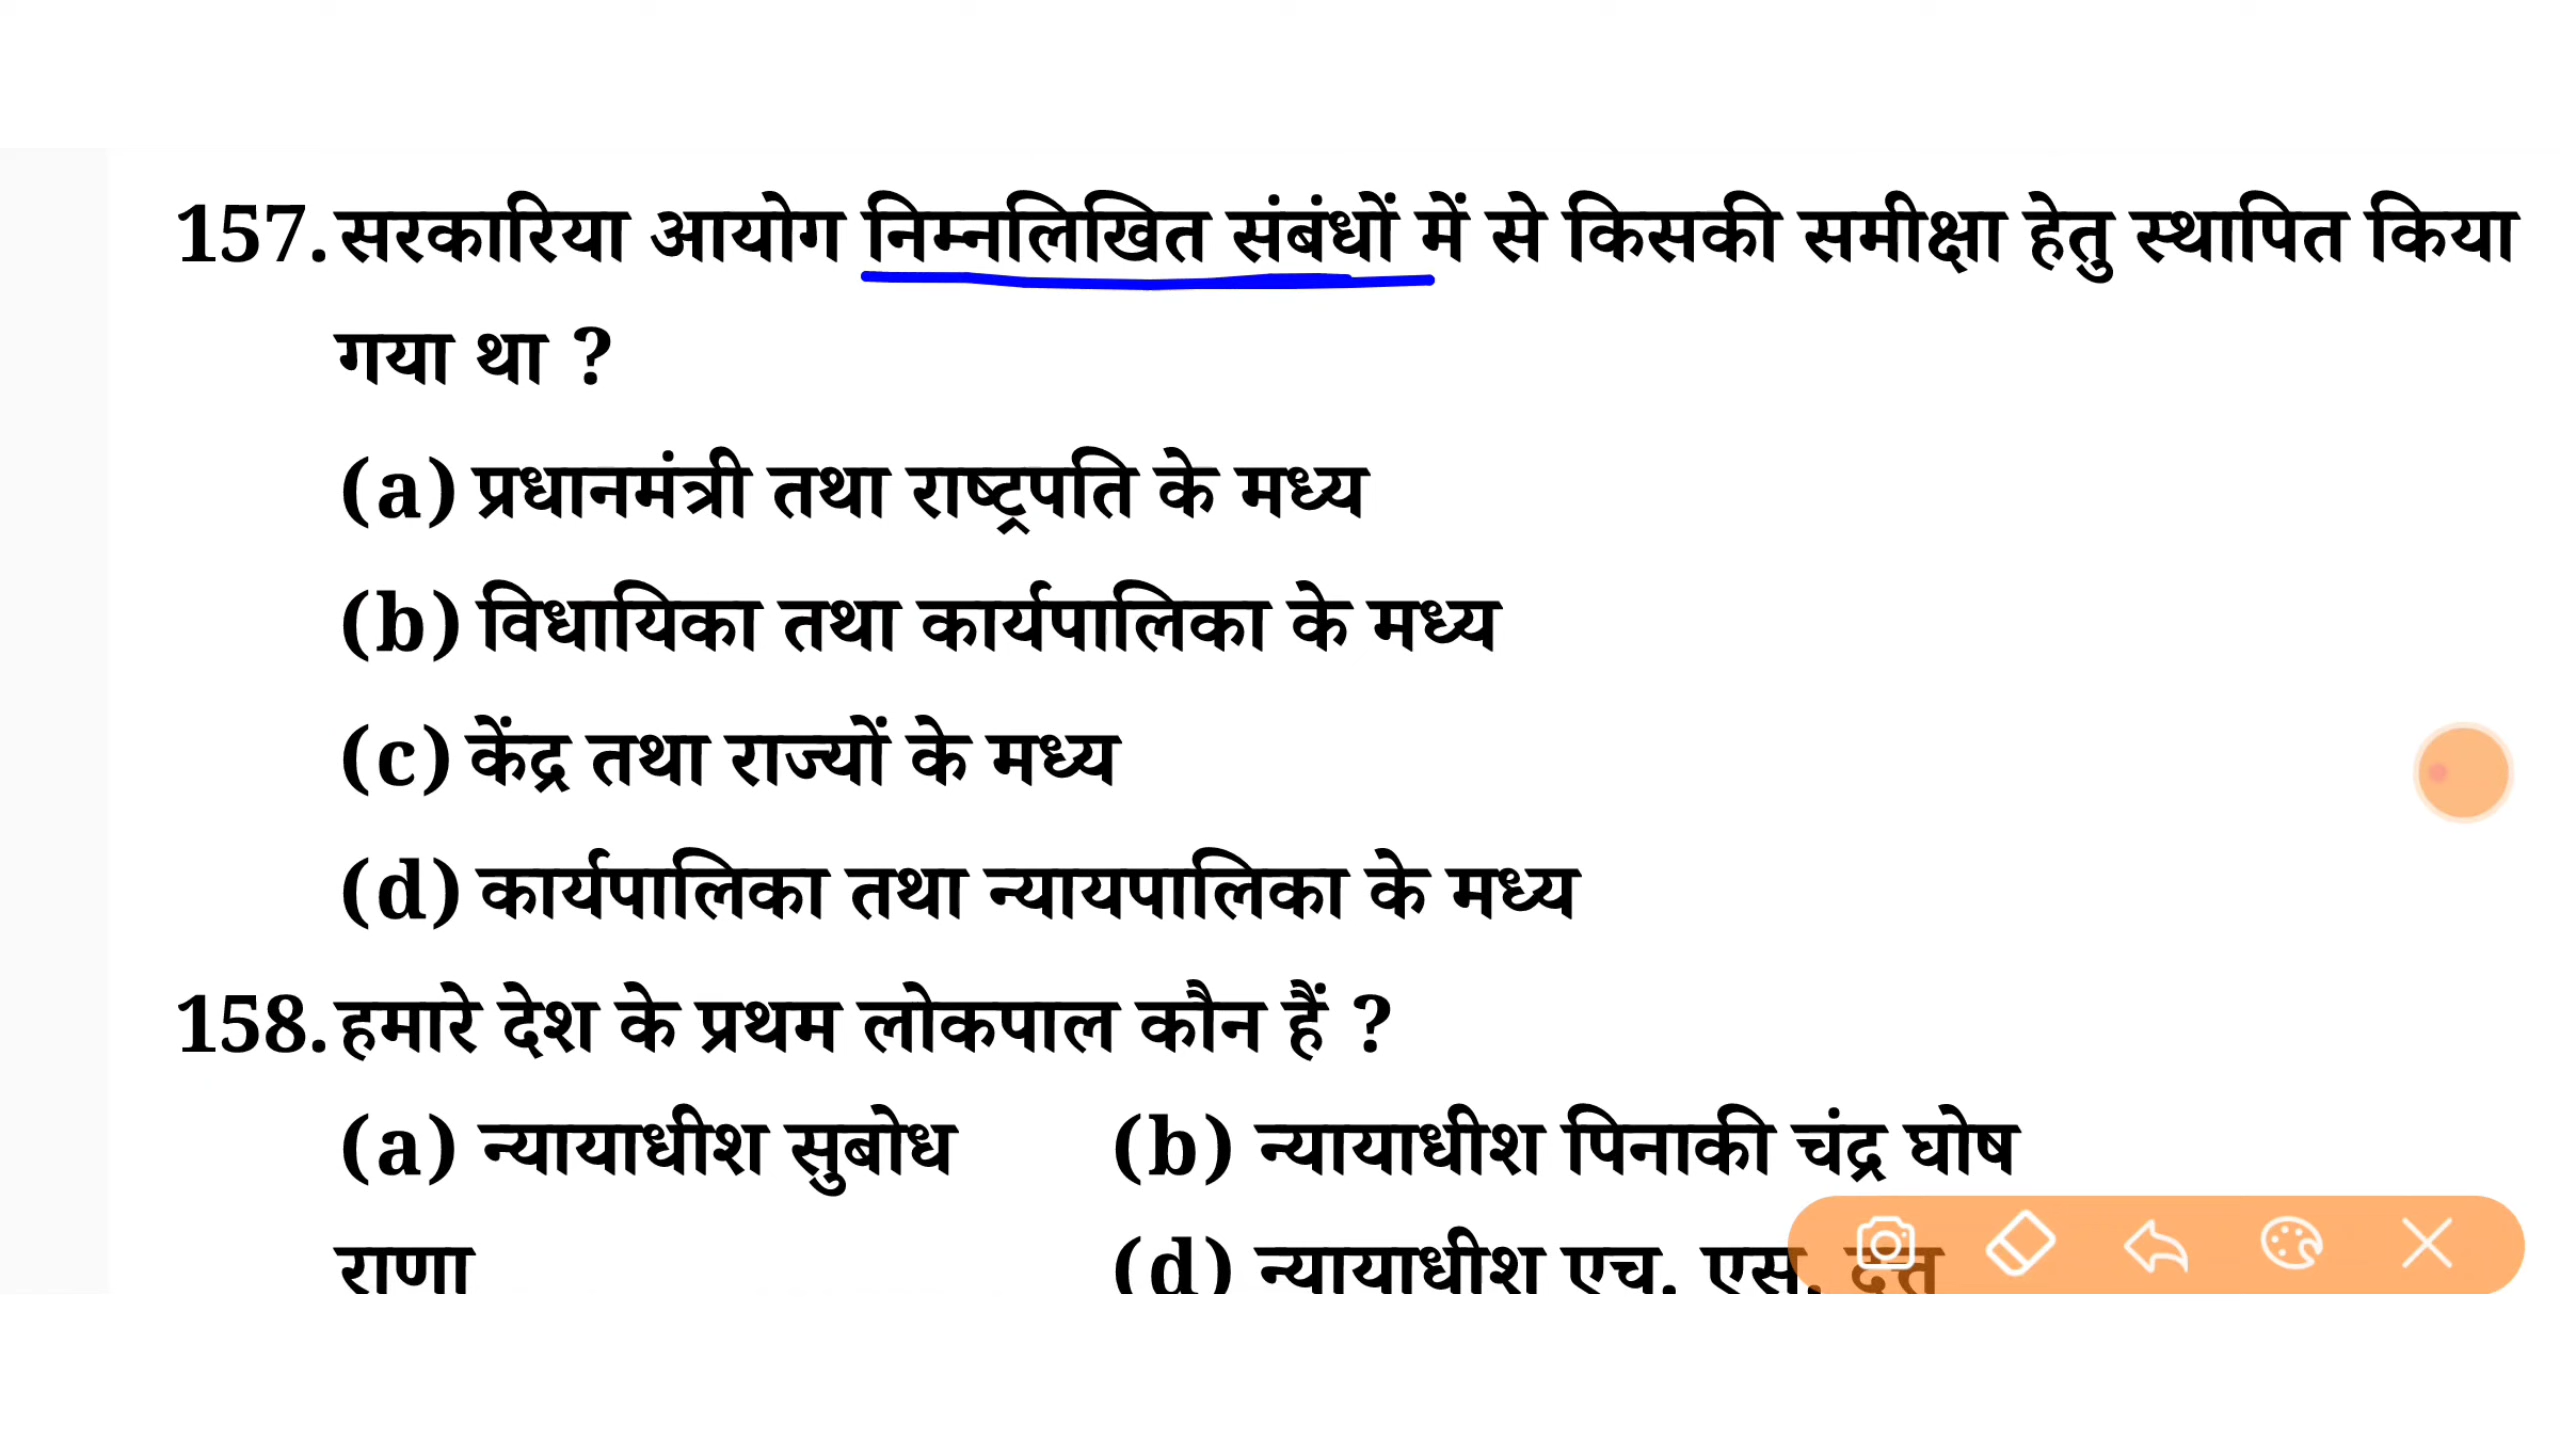 157. सरकारिया आयोग निम्नलिखित संबंधों में से किसकी समीक्षा हेतु स्थापित किया
गया था ?
(a) प्रधानमंत्री तथा राष्ट्रपति के मध्य
(b) विधायिका तथा कार्यपालिका के मध्य
(c) केंद्र तथा राज्यों के मध्य
(d) कार्यपालिका तथा न्यायपालिका के मध्य
158. हमारे देश के प्रथम लोकपाल कौन हैं ?
(a) न्यायाधीश सुबोध (b) न्यायाधीश पिनाकी चंद्र घोष
राणा (d) न्यायाधीश एच. एस. दत्त